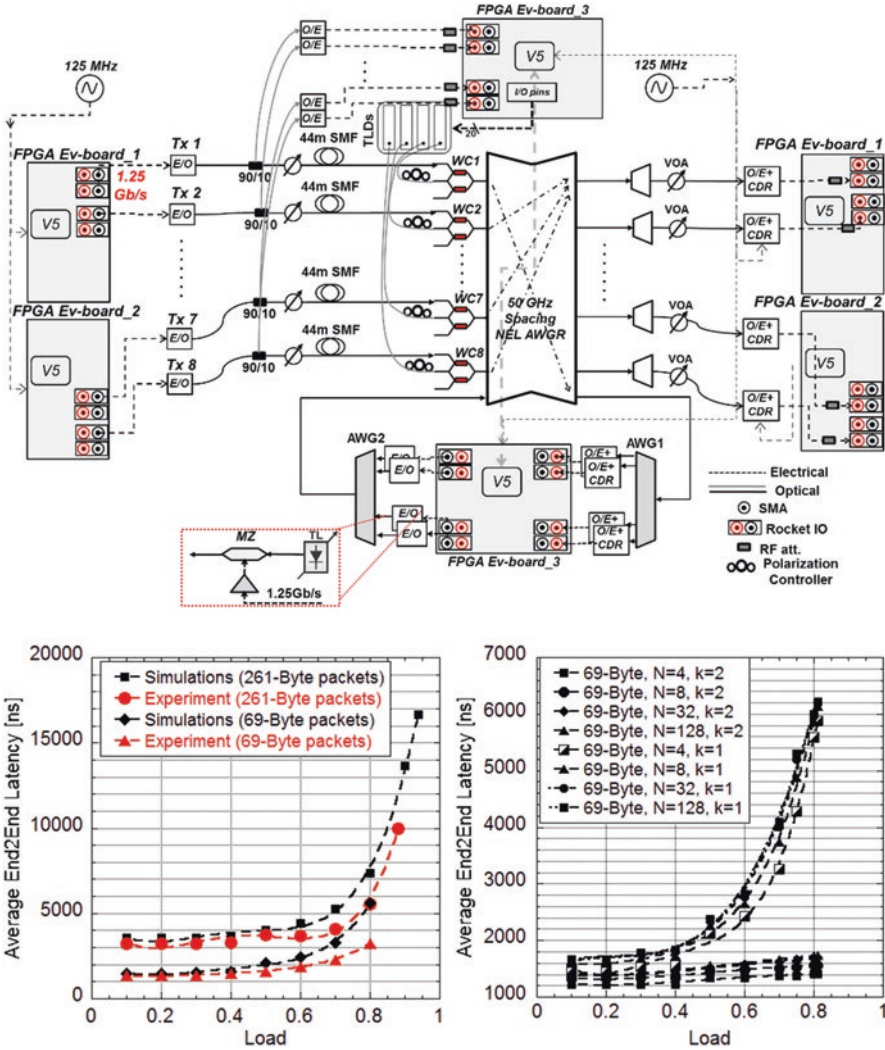 FPGA Ev-board_3
O/E
O/E
V5
I/O pins
O/E
O/E
20
TLDs
125 MHz
125 MHz
FPGA Ev-board_1
1.25
Gb/s
V5
Tx 1
E/O
90/10
44m SMF
WC1
Tx 2
E/O
90/10
44m SMF
WC2
Tx 7
E/O
90/10
44m SMF
WC7
Tx 8
E/O
90/10
44m SMF
WC8
FPGA Ev-board_2
V5
50 GHz
Spacing
NEL AWGR
VOA
O/E+
CDR
VOA
O/E+
CDR
VOA
O/E+
CDR
VOA
O/E+
CDR
FPGA Ev-board_1
V5
FPGA Ev-board_2
V5
AWG2
E/O
E/O
E/O
E/O
V5
FPGA Ev-board_3
O/E+
O/E+
CDR
O/E+
O/E+
CDR
AWG1
MZ
TL
1.25Gb/s
Electrical
Optical
SMA
Rocket IO
RF att.
Polarization
Controller
Average End2End Latency [ns]
20000
15000
10000
5000
0
Simulations (261-Byte packets)
Experiment (261-Byte packets)
Simulations (69-Byte packets)
Experiment (69-Byte packets)
0 0.2 0.4 0.6 0.8 1
Load
Average End2End Latency [ns]
7000
6000
5000
4000
3000
2000
1000
69-Byte, N=4, k=2
69-Byte, N=8, k=2
69-Byte, N=32, k=2
69-Byte, N=128, k=2
69-Byte, N=4, k=1
69-Byte, N=8, k=1
69-Byte, N=32, k=1
69-Byte, N=128, k=1
0 0.2 0.4 0.6 0.8 1
Load